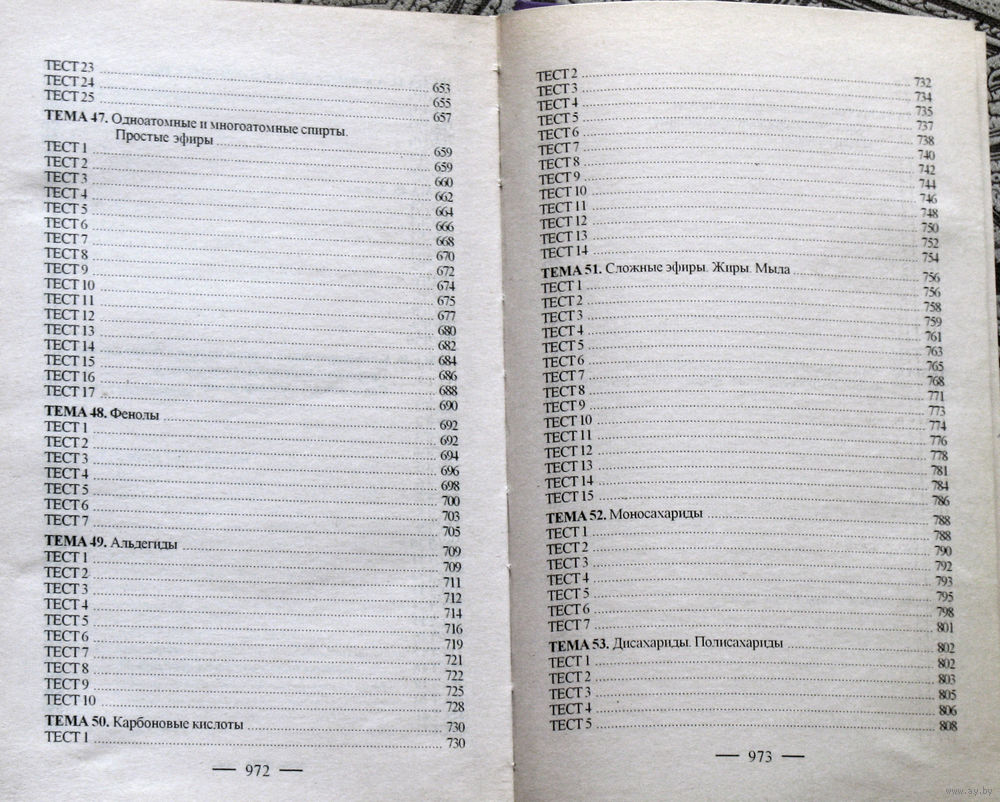 ТЕСТ 23 ........ 653
ТЕСТ 24 ........ 655
ТЕСТ 25 ........ 657
ТЕМА 47. Одноатомные и многоатомные спирты.
Простые эфиры ........ 659
ТЕСТ 1 ........ 659
ТЕСТ 2 ........ 660
ТЕСТ 3 ........ 662
ТЕСТ 4 ........ 664
ТЕСТ 5 ........ 666
ТЕСТ 6 ........ 668
ТЕСТ 7 ........ 670
ТЕСТ 8 ........ 672
ТЕСТ 9 ........ 674
ТЕСТ 10 ........ 675
ТЕСТ 11 ........ 677
ТЕСТ 12 ........ 680
ТЕСТ 13 ........ 682
ТЕСТ 14 ........ 684
ТЕСТ 15 ........ 686
ТЕСТ 16 ........ 688
ТЕСТ 17 ........ 690
ТЕМА 48. Фенолы ........ 692
ТЕСТ 1 ........ 692
ТЕСТ 2 ........ 694
ТЕСТ 3 ........ 696
ТЕСТ 4 ........ 698
ТЕСТ 5 ........ 700
ТЕСТ 6 ........ 703
ТЕСТ 7 ........ 705
ТЕМА 49. Альдегиды ........ 709
ТЕСТ 1 ........ 709
ТЕСТ 2 ........ 711
ТЕСТ 3 ........ 712
ТЕСТ 4 ........ 714
ТЕСТ 5 ........ 716
ТЕСТ 6 ........ 719
ТЕСТ 7 ........ 721
ТЕСТ 8 ........ 722
ТЕСТ 9 ........ 725
ТЕСТ 10 ........ 728
ТЕМА 50. Карбоновые кислоты ........ 730
ТЕСТ 1 ........ 730
— 972 —
ТЕСТ 2 ........ 732
ТЕСТ 3 ........ 734
ТЕСТ 4 ........ 735
ТЕСТ 5 ........ 737
ТЕСТ 6 ........ 738
ТЕСТ 7 ........ 740
ТЕСТ 8 ........ 742
ТЕСТ 9 ........ 744
ТЕСТ 10 ........ 746
ТЕСТ 11 ........ 748
ТЕСТ 12 ........ 750
ТЕСТ 13 ........ 752
ТЕСТ 14 ........ 754
ТЕМА 51. Сложные эфиры. Жиры. Мыла ........ 756
ТЕСТ 1 ........ 756
ТЕСТ 2 ........ 758
ТЕСТ 3 ........ 759
ТЕСТ 4 ........ 761
ТЕСТ 5 ........ 763
ТЕСТ 6 ........ 765
ТЕСТ 7 ........ 768
ТЕСТ 8 ........ 771
ТЕСТ 9 ........ 773
ТЕСТ 10 ........ 774
ТЕСТ 11 ........ 776
ТЕСТ 12 ........ 778
ТЕСТ 13 ........ 781
ТЕСТ 14 ........ 784
ТЕСТ 15 ........ 786
ТЕМА 52. Моносахариды ........ 788
ТЕСТ 1 ........ 788
ТЕСТ 2 ........ 790
ТЕСТ 3 ........ 792
ТЕСТ 4 ........ 793
ТЕСТ 5 ........ 795
ТЕСТ 6 ........ 798
ТЕСТ 7 ........ 801
ТЕМА 53. Дисахариды. Полисахариды ........ 802
ТЕСТ 1 ........ 802
ТЕСТ 2 ........ 803
ТЕСТ 3 ........ 805
ТЕСТ 4 ........ 806
ТЕСТ 5 ........ 808
— 973 —
www.ay.by